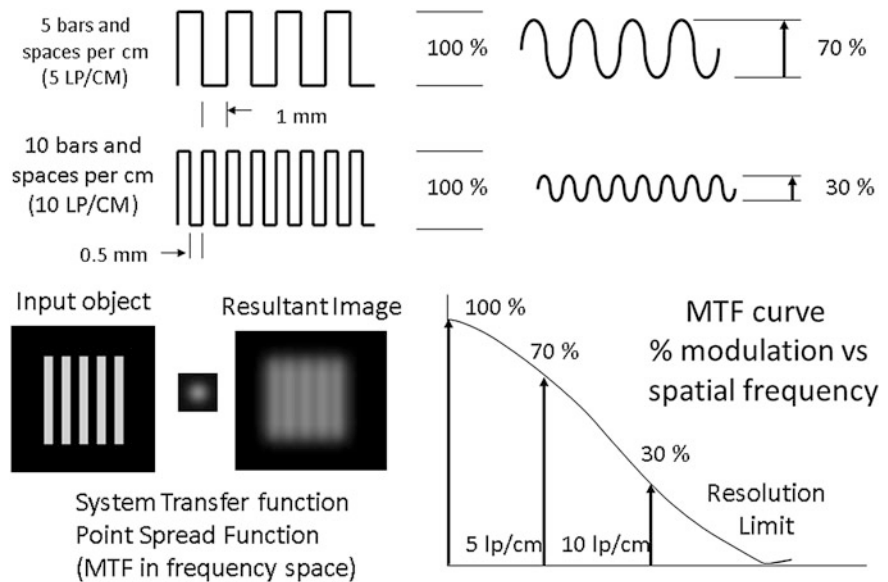 5 bars and
spaces per cm
(5 LP/CM)
100 %
70 %
1 mm
10 bars and
spaces per cm
(10 LP/CM)
100 %
30 %
0.5 mm
Input object
Resultant Image
System Transfer function
Point Spread Function
(MTF in frequency space)
100 %
70 %
30 %
MTF curve
% modulation vs
spatial frequency
Resolution
Limit
5 lp/cm
10 lp/cm